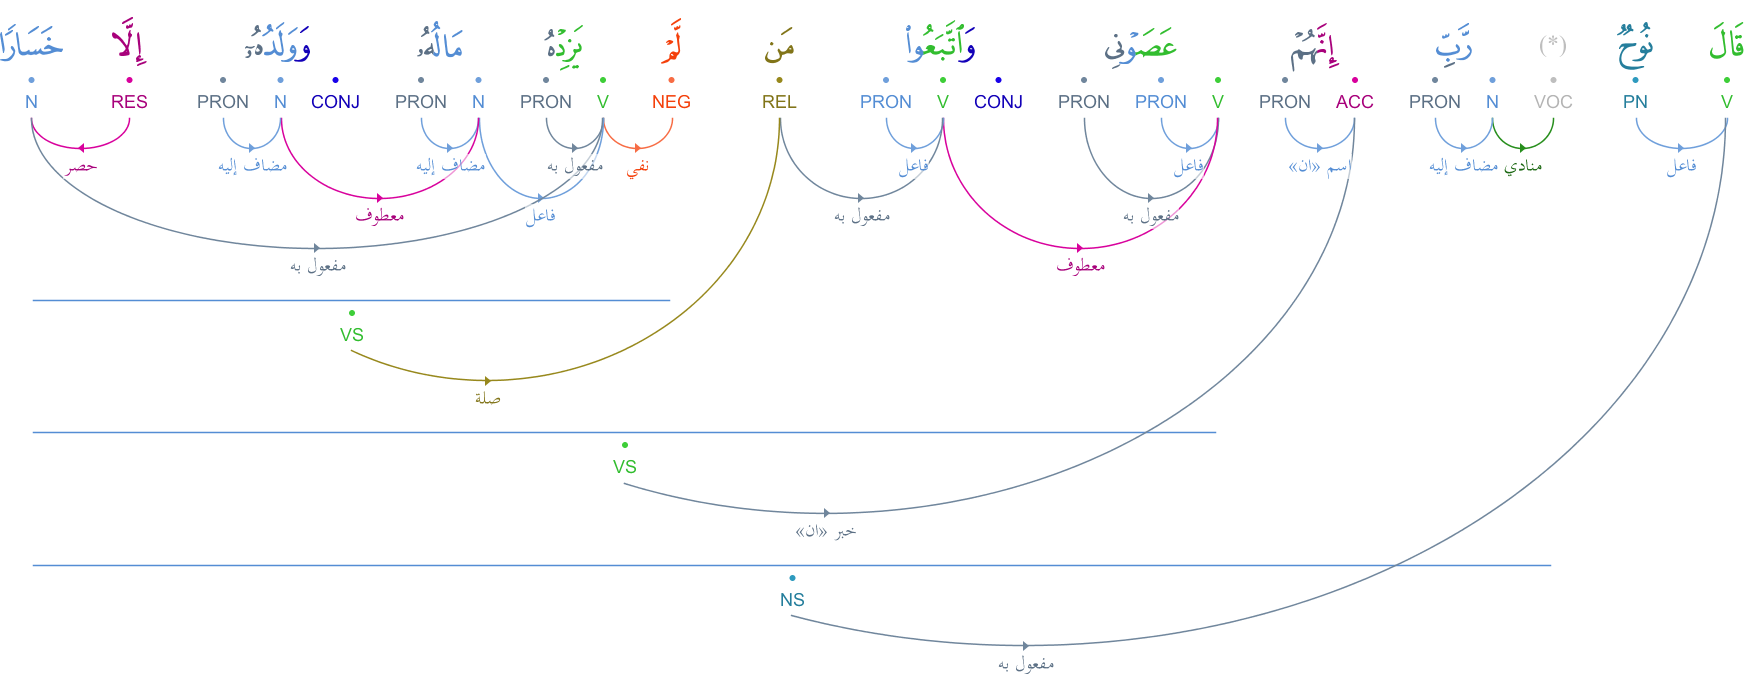 قَالَ نُوحٌ (*) رَّبِّ إِنَّهُمْ عَصَوْنِى وَٱتَّبَعُوا۟ مَن لَّمْ يَزِدْهُ مَالُهُۥ وَوَلَدُهُۥٓ إِلَّا خَسَارًا
V PN VOC N PRON ACC PRON V PRON PRON CONJ V PRON REL NEG V PRON N PRON CONJ N PRON RES N
فاعل منادي مضاف إليه اسم «ان» فاعل فاعل نفي مفعول به مضاف إليه مضاف إليه حصر
مفعول به مفعول به فاعل معطوف
معطوف مفعول به
VS
صلة
VS
خبر «ان»
NS
مفعول به